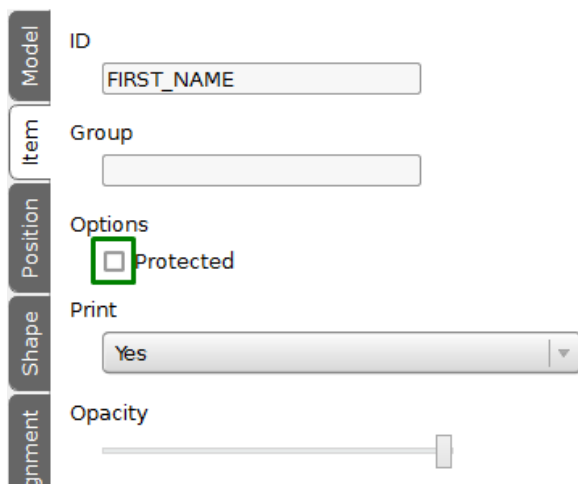 Model
Item
Position
Shape
gnment
ID
FIRST_NAME
Group
Options
Protected
Print
Yes
Opacity